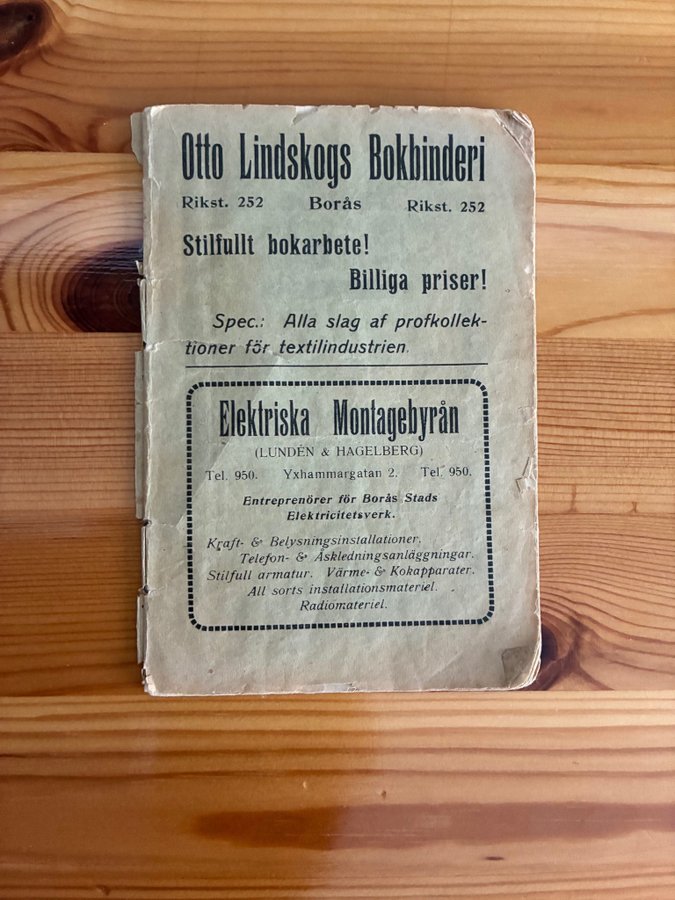 Otto Lindskogs Bokbinderi
Rikst. 252 Borås Rikst. 252
Stilfullt bokarbete!
Billiga priser!
Spec.: Alla slag af profkollek-
tioner för textilindustrien.
Elektriska Montagebyrån
(LUNDÉN & HAGELBERG)
Tel. 950. Yxhammargatan 2. Tel. 950.
Entreprenörer för Borås Stads
Elektricitetsverk.
Kraft- & Belysningsinstallationer.
Telefon- & Åskledningsanläggningar.
Stilfull armatur. Värme- & Kokapparater.
All sorts installationsmateriel.
Radiomateriel.